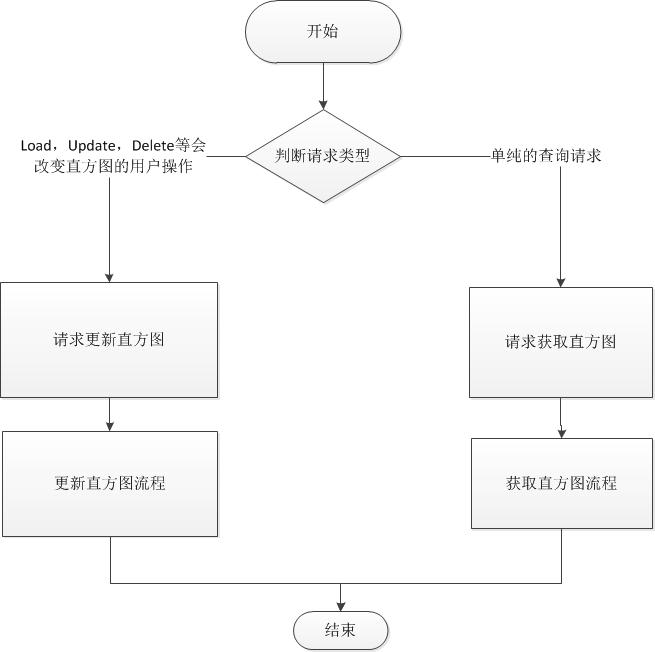 开始
判断请求类型
Load，Update，Delete等会
改变直方图的用户操作
单纯的查询请求
请求更新直方图
请求获取直方图
更新直方图流程
获取直方图流程
结束